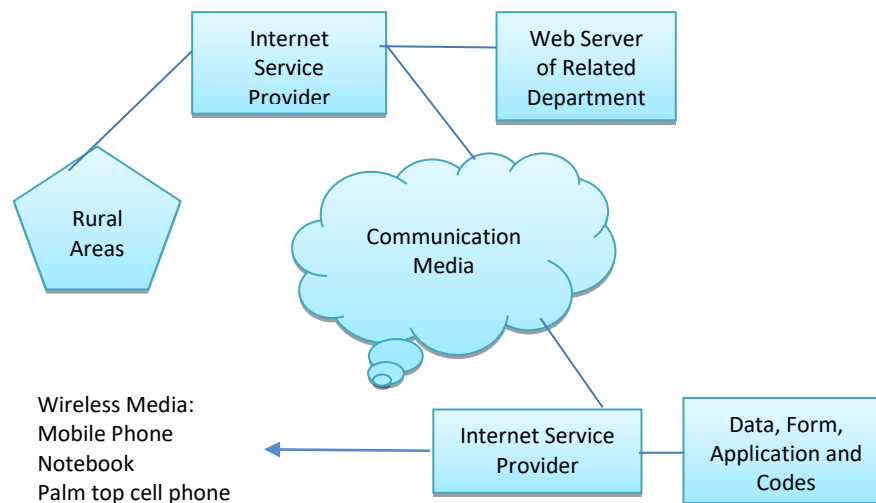 Internet
Service
Provider
Web Server
of Related
Department
Rural
Areas
Communication
Media
Wireless Media:
Mobile Phone
Notebook
Palm top cell phone
Internet Service
Provider
Data, Form,
Application and
Codes